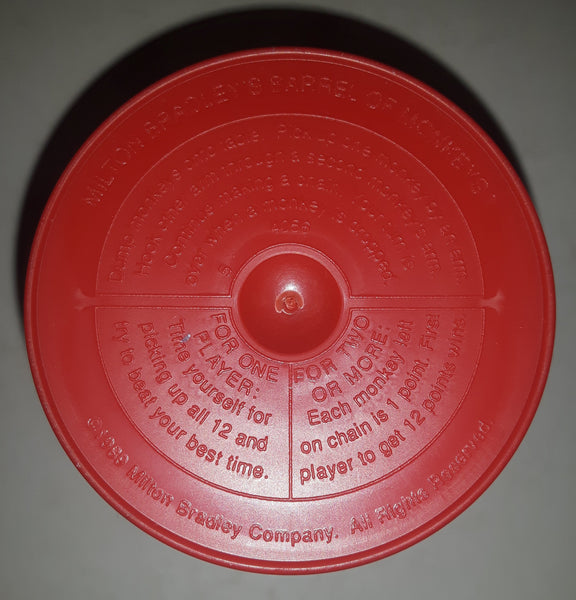 MILTON BRADLEY'S BARREL OF MONKEYS
Dump monkeys onto table. Pick up one monkey by an arm.
Hook other arm through a second monkey's arm.
Continue making a chain. Your turn is
over when a monkey is dropped.
4065
FOR ONE
PLAYER:
Time yourself for
picking up all 12 and
try to beat your best time.
FOR TWO
OR MORE:
Each monkey left
on chain is 1 point. First
player to get 12 points wins
©1969 Milton Bradley Company. All Rights Reserved.